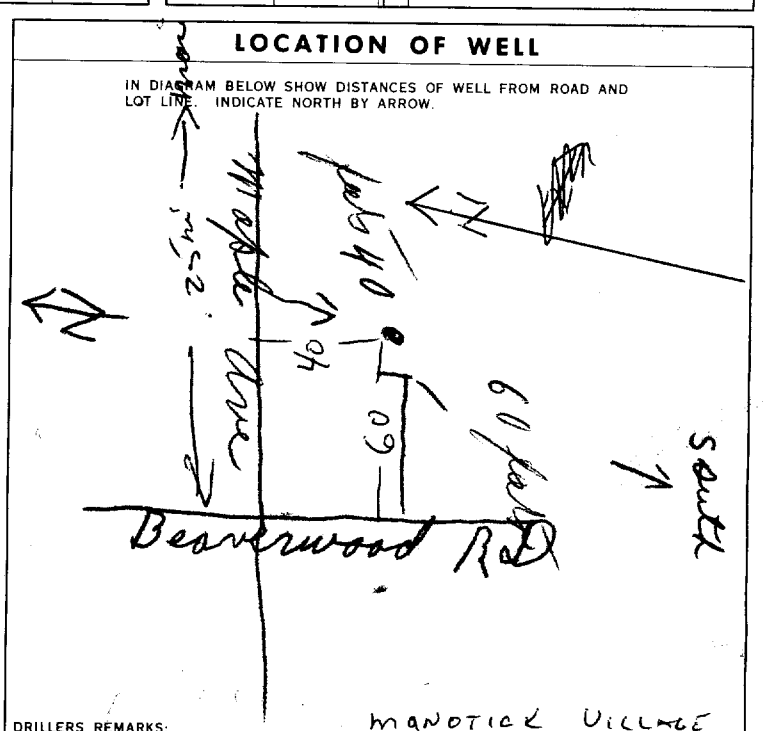 LOCATION OF WELL
IN DIAGRAM BELOW SHOW DISTANCES OF WELL FROM ROAD AND
LOT LINE. INDICATE NORTH BY ARROW.
Maple Ave
40
N
N
40
60
60
South
Beaverwood RD
DRILLERS REMARKS:
MANOTICK VILLAGE